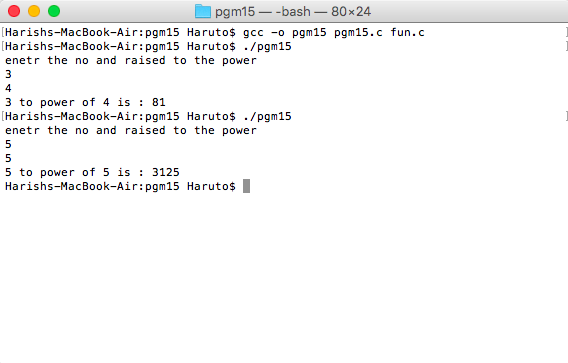 pgm15 — -bash — 80×24
[Harishs-MacBook-Air:pgm15 Haruto$ gcc -o pgm15 pgm15.c fun.c ]
[Harishs-MacBook-Air:pgm15 Haruto$ ./pgm15 ]
enetr the no and raised to the power
3
4
3 to power of 4 is : 81
[Harishs-MacBook-Air:pgm15 Haruto$ ./pgm15 ]
enetr the no and raised to the power
5
5
5 to power of 5 is : 3125
Harishs-MacBook-Air:pgm15 Haruto$